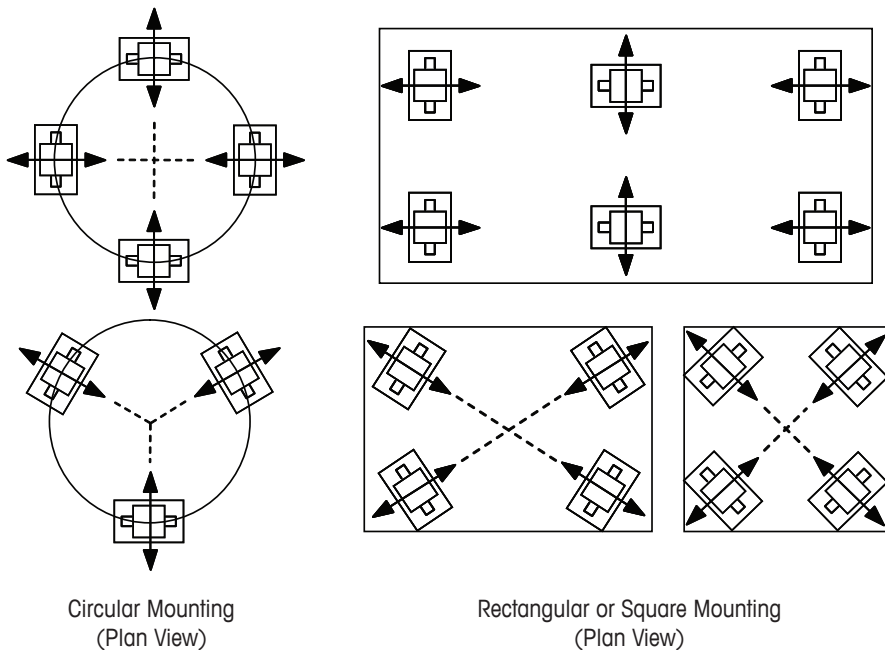 Circular Mounting
(Plan View)
Rectangular or Square Mounting
(Plan View)